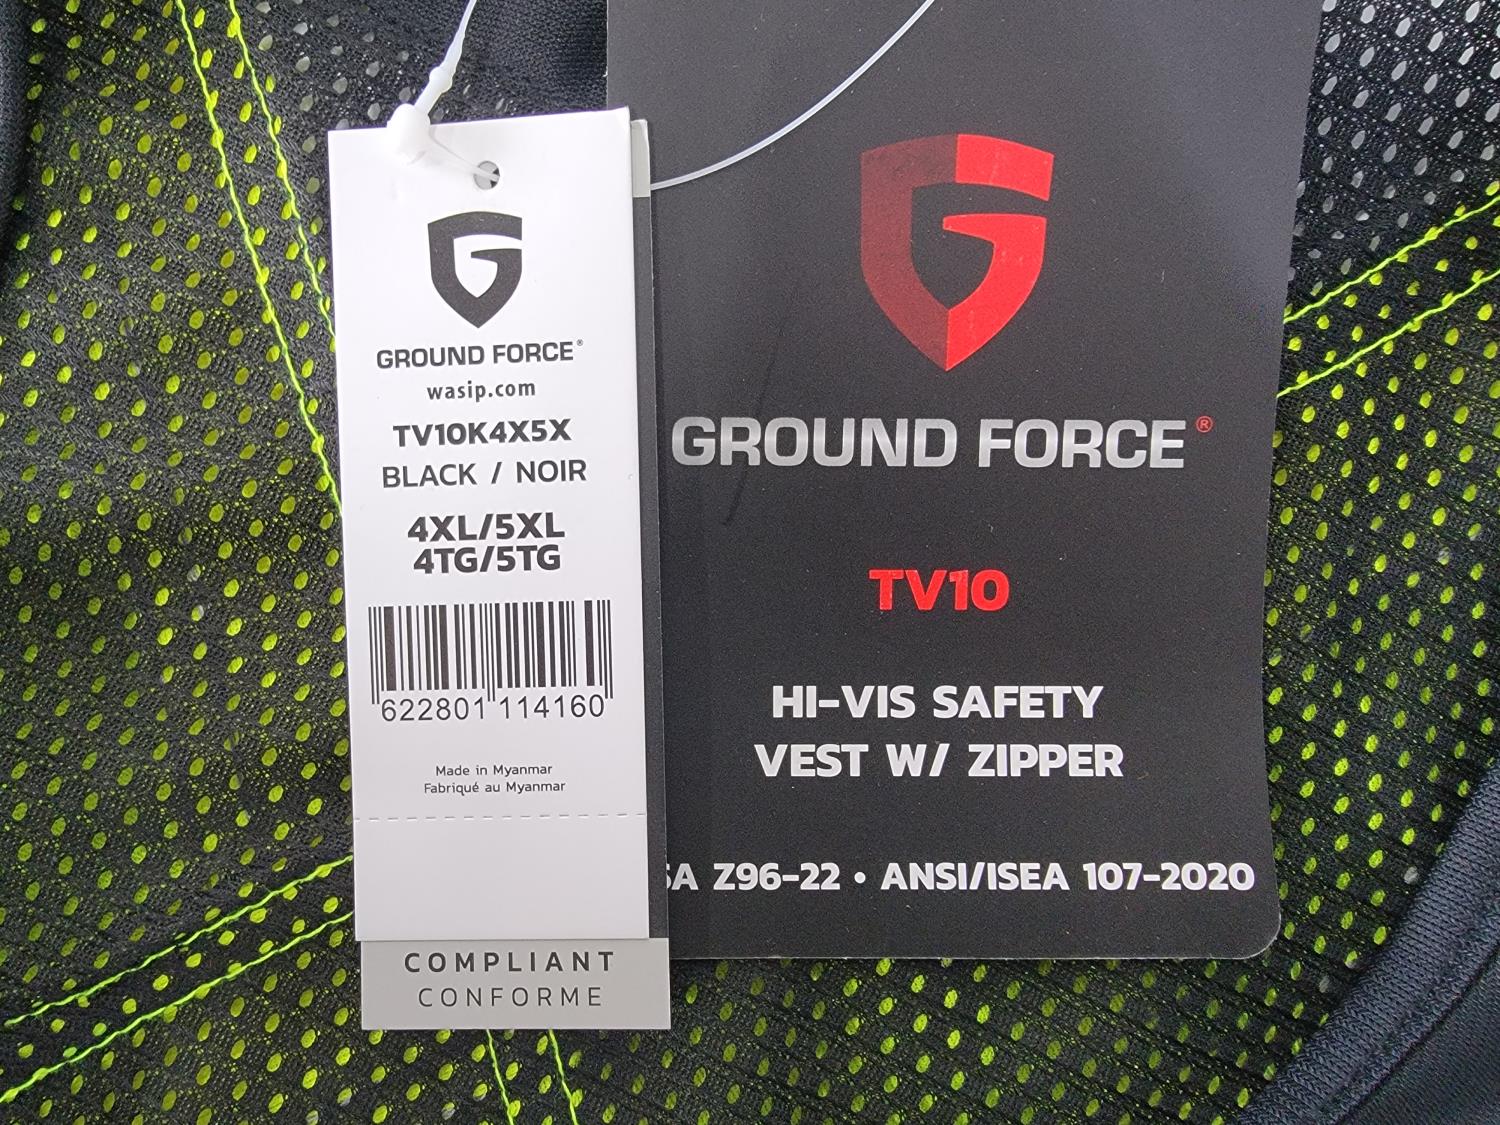 GROUND FORCE®
wasip.com
TV10K4X5X
BLACK / NOIR
4XL/5XL
4TG/5TG
622801 114160
Made in Myanmar
Fabriqué au Myanmar
COMPLIANT
CONFORME
GROUND FORCE®
TV10
HI-VIS SAFETY
VEST W/ ZIPPER
Z96-22 • ANSI/ISEA 107-2020